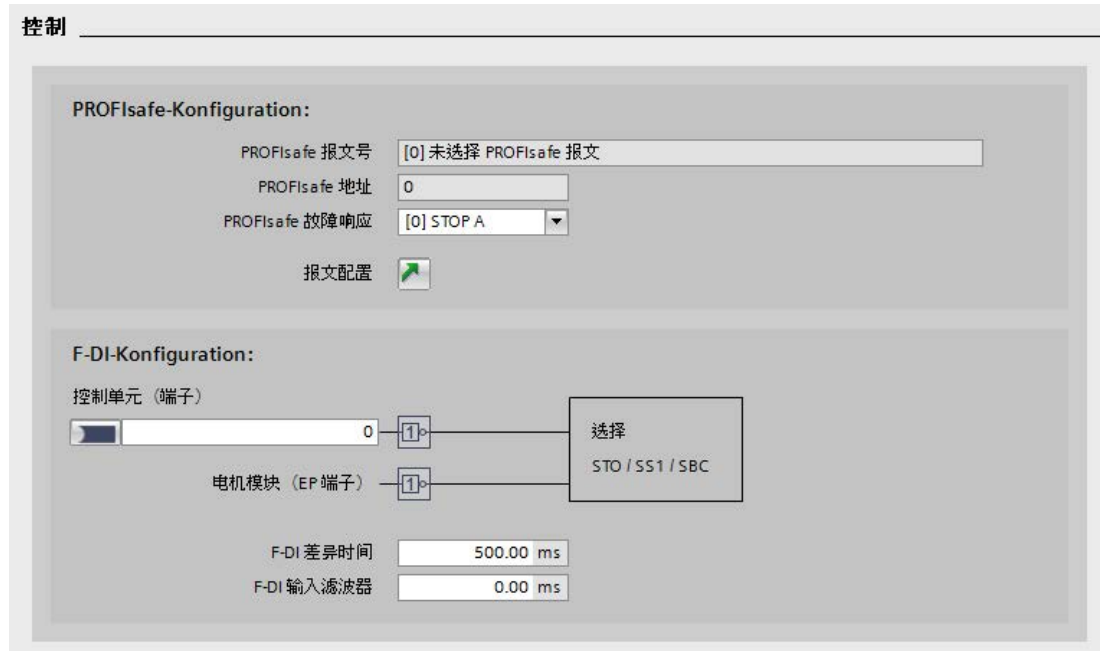 控制
PROFIsafe-Konfiguration:
PROFIsafe 报文号 [0] 未选择 PROFIsafe 报文
PROFIsafe 地址 0
PROFIsafe 故障响应 [0] STOP A
报文配置
F-DI-Konfiguration:
控制单元（端子）
0 1 选择
STO / SS1 / SBC
电机模块（EP 端子） 1
F-DI 差异时间 500.00 ms
F-DI 输入滤波器 0.00 ms